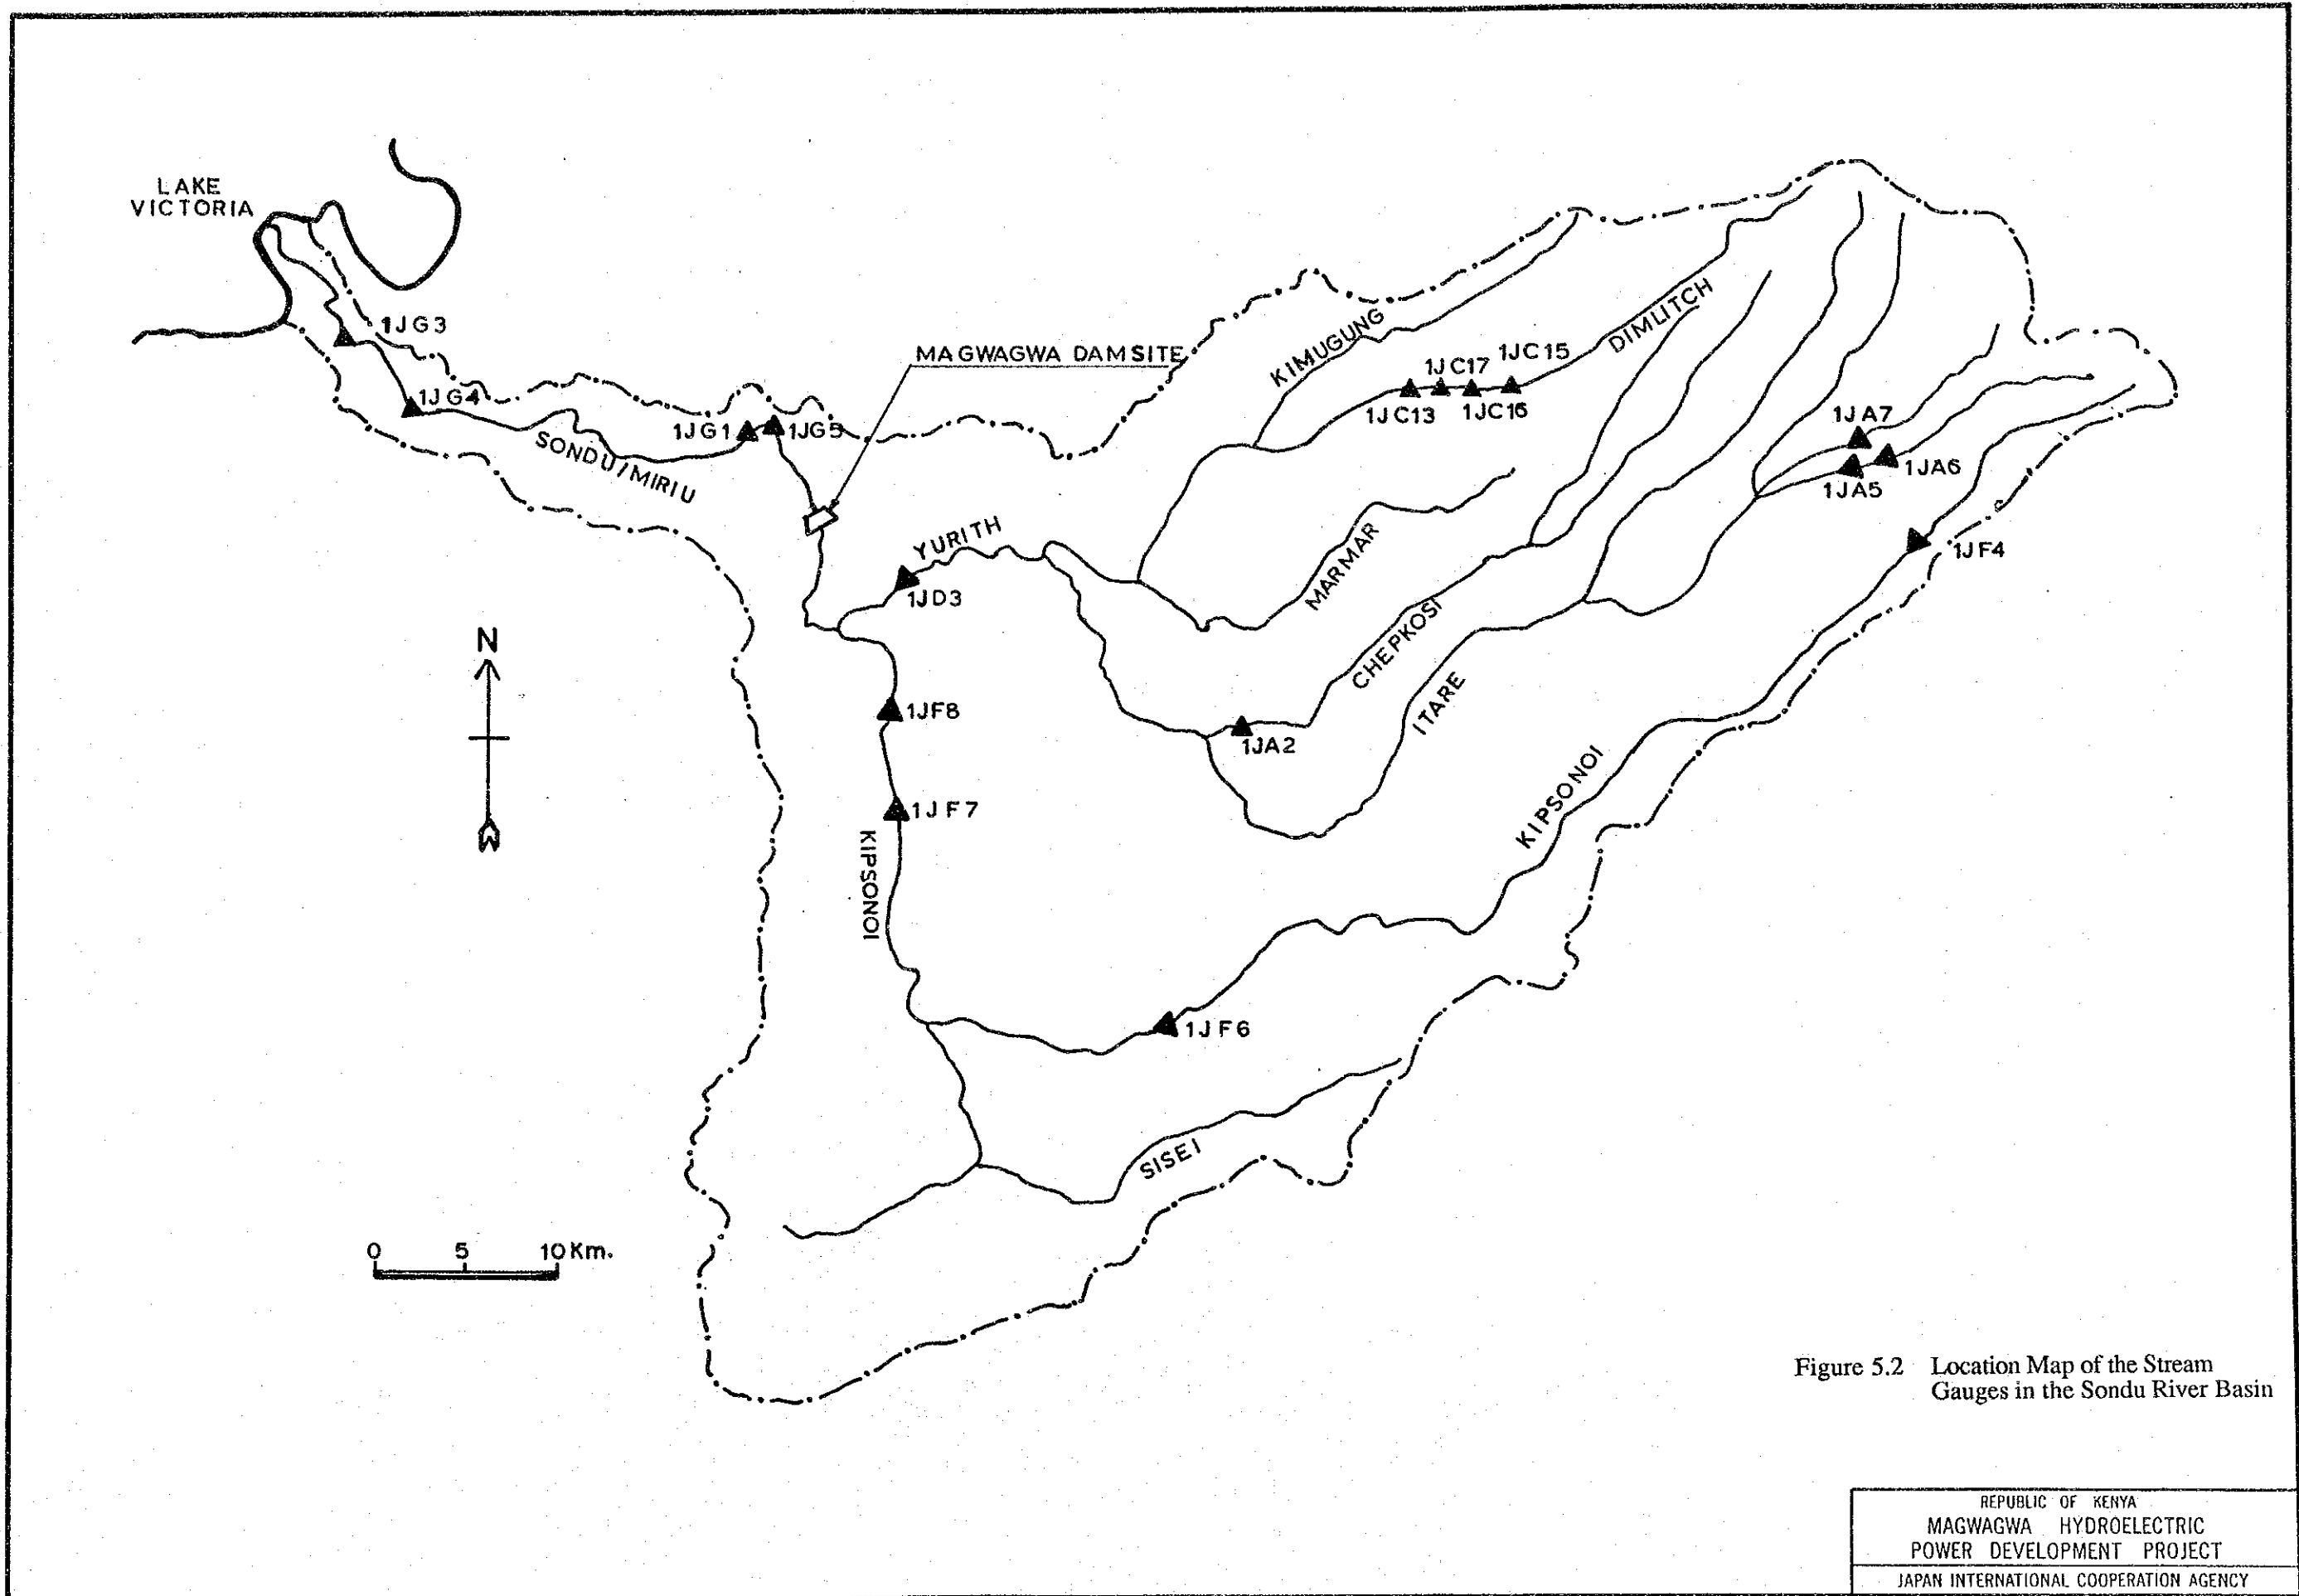 LAKE
VICTORIA
1JG3
1JG4
SONDU/MIRIU
1JG1
1JG5
MAGWAGWA DAMSITE
KIMUGUNG
DIMLITCH
1JC17
1JC15
1JC13
1JC16
1JA7
1JA6
1JA5
1JF4
YURITH
1JD3
MARMAR
CHEPKOSI
ITARE
1JA2
N
1JF8
1JF7
KIPSONOI
KIPSONOI
1JF6
SISEI
0 5 10Km.
Figure 5.2 Location Map of the Stream
Gauges in the Sondu River Basin
REPUBLIC OF KENYA
MAGWAGWA HYDROELECTRIC
POWER DEVELOPMENT PROJECT
JAPAN INTERNATIONAL COOPERATION AGENCY